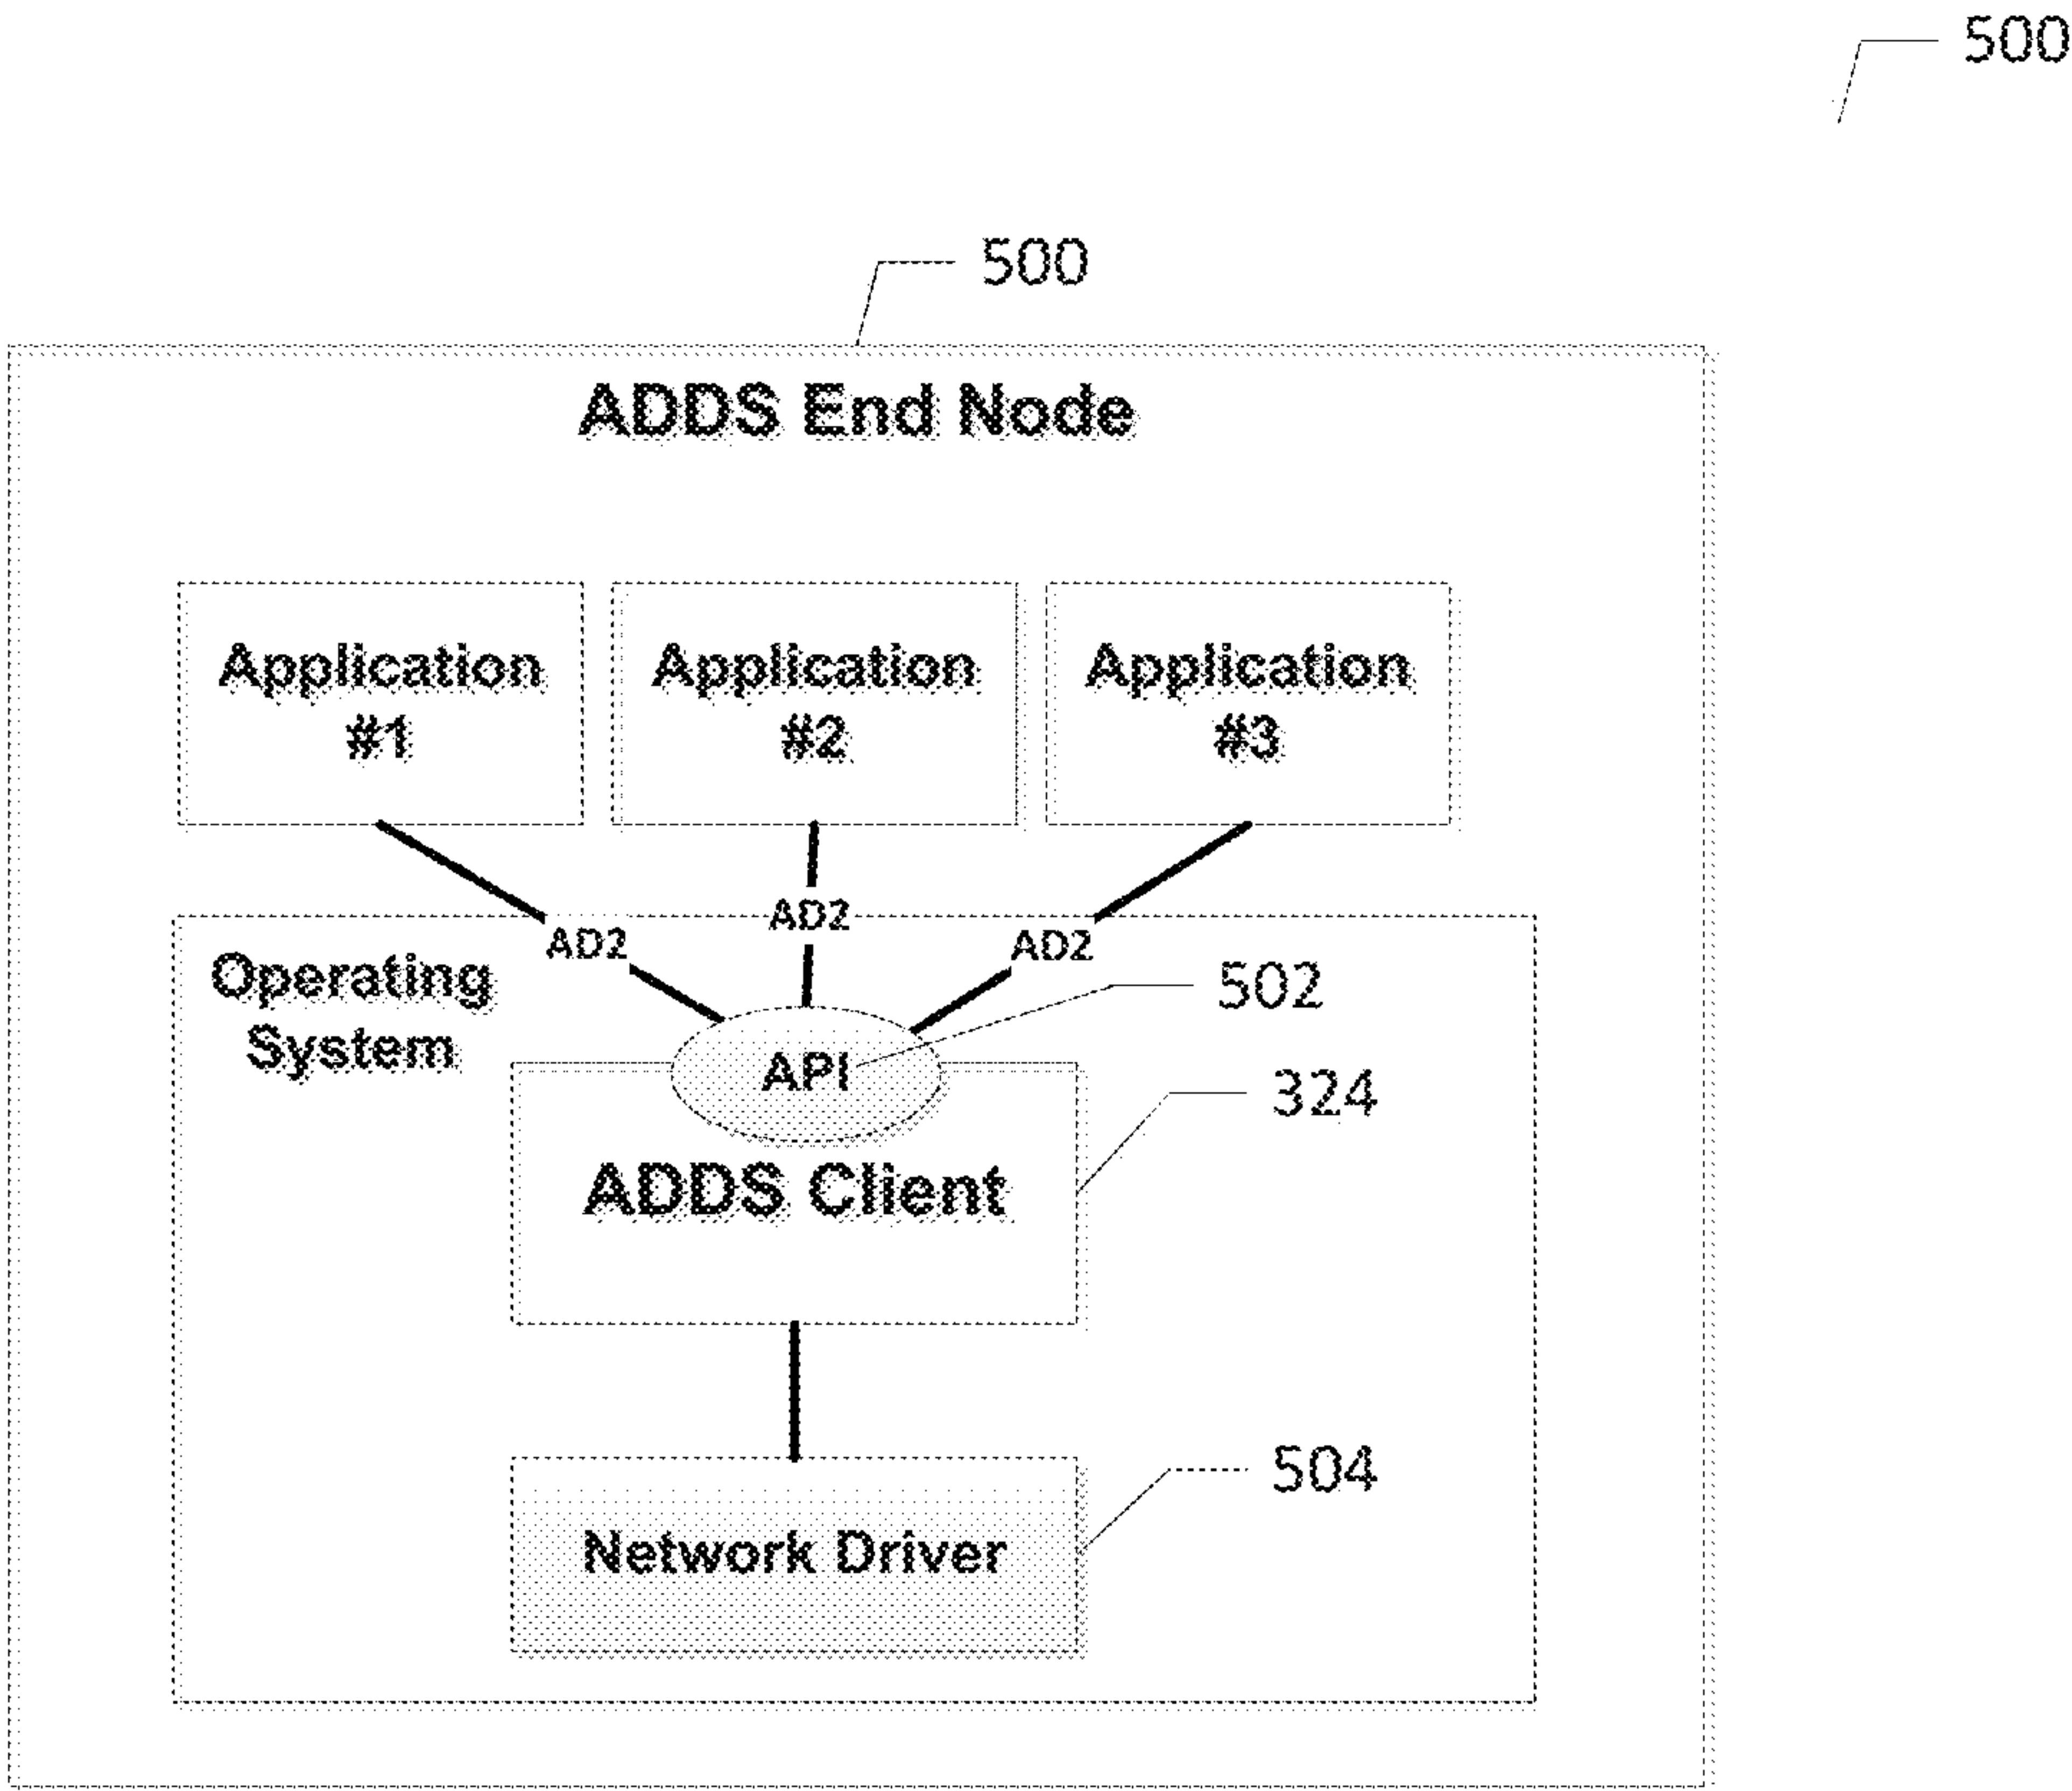 500
500
ADDS End Node
Application
#1
Application
#2
Application
#3
AD2
AD2
AD2
Operating
System
502
API
324
ADDS Client
504
Network Driver